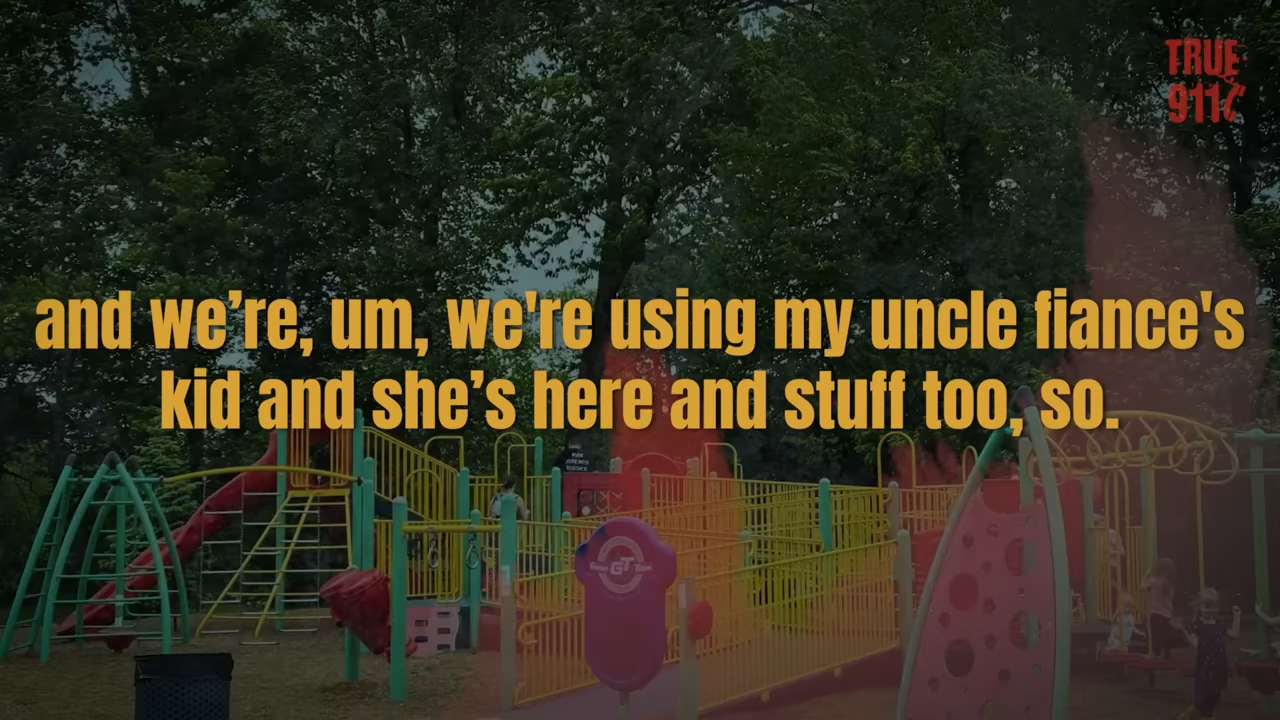 TRUE
911
and we’re, um, we're using my uncle fiance's
kid and she’s here and stuff too, so.
GT